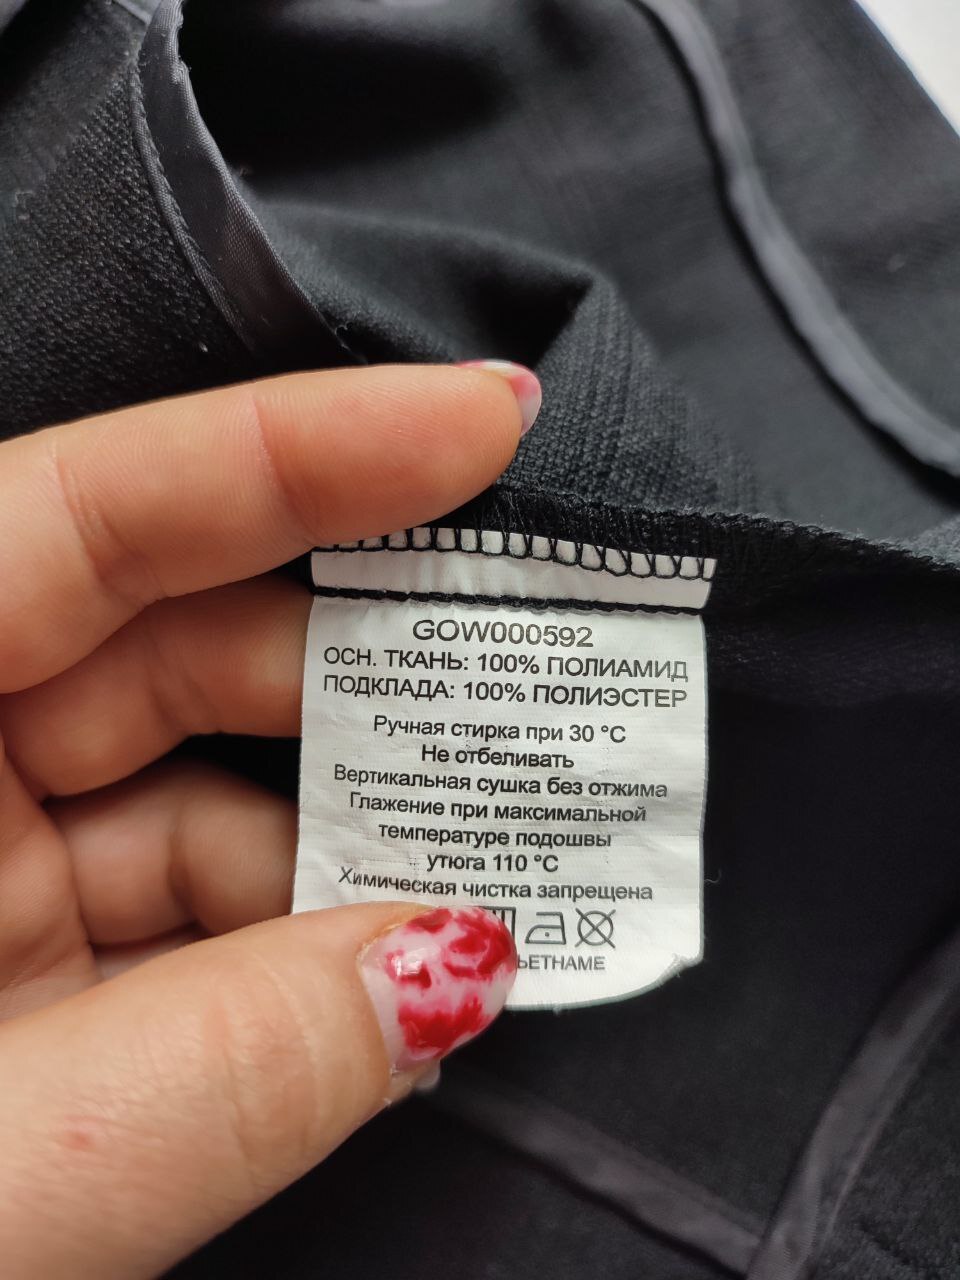 GOW000592
ОСН. ТКАНЬ: 100% ПОЛИАМИД
ПОДКЛАДА: 100% ПОЛИЭСТЕР
Ручная стирка при 30 °C
Не отбеливать
Вертикальная сушка без отжима
Глажение при максимальной
температуре подошвы
утюга 110 °C
Химическая чистка запрещена
ЬЕТНАМЕ